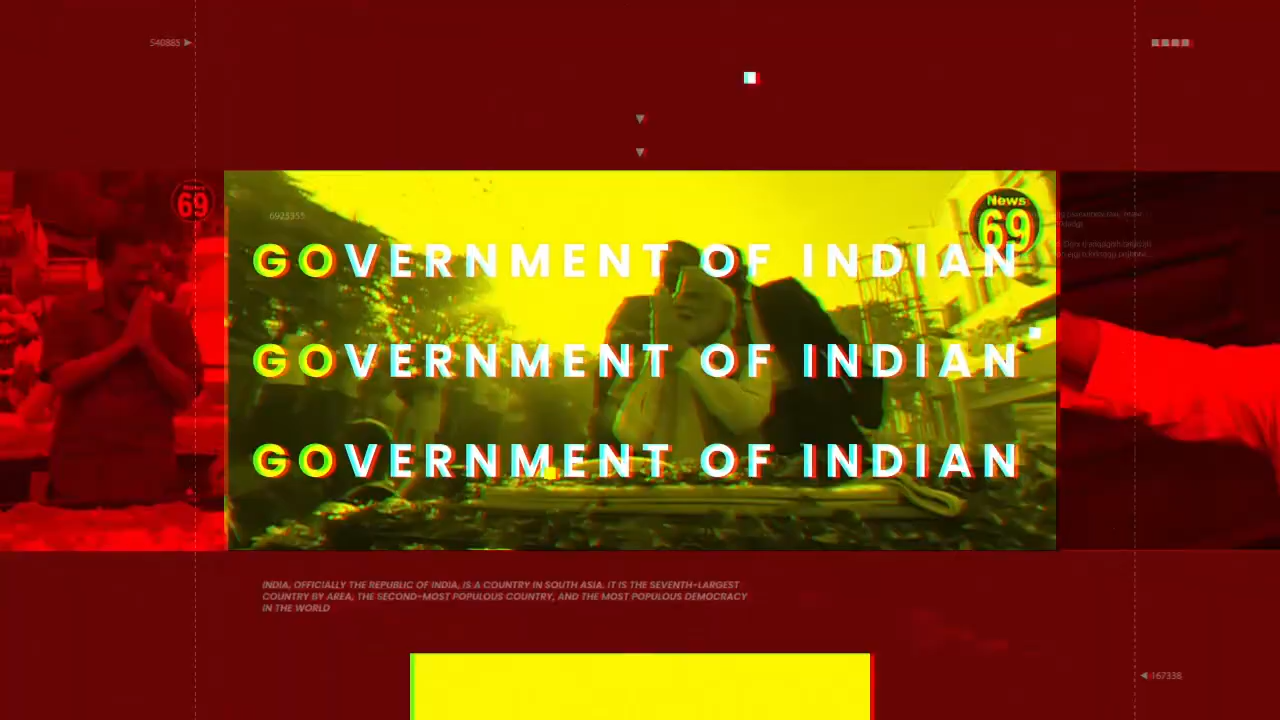 540885
News
69
6923355
News
69
GOVERNMENT OF INDIAN
GOVERNMENT OF INDIAN
GOVERNMENT OF INDIAN
INDIA, OFFICIALLY THE REPUBLIC OF INDIA, IS A COUNTRY IN SOUTH ASIA. IT IS THE SEVENTH-LARGEST
COUNTRY BY AREA, THE SECOND-MOST POPULOUS COUNTRY, AND THE MOST POPULOUS DEMOCRACY
IN THE WORLD
167338